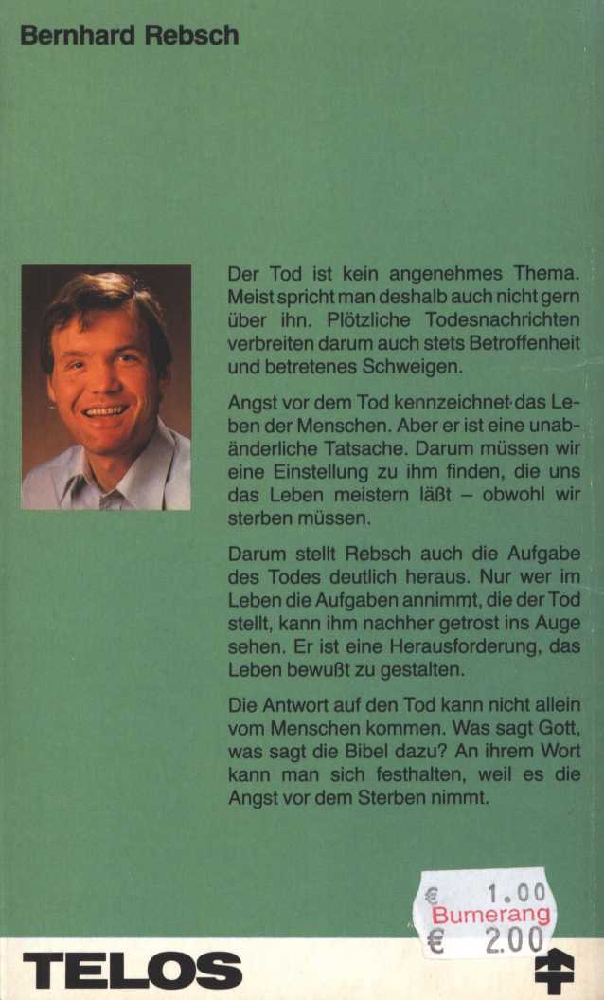 Bernhard Rebsch
Der Tod ist kein angenehmes Thema.
Meist spricht man deshalb auch nicht gern
über ihn. Plötzliche Todesnachrichten
verbreiten darum auch stets Betroffenheit
und betretenes Schweigen.
Angst vor dem Tod kennzeichnet das Le-
ben der Menschen. Aber er ist eine unab-
änderliche Tatsache. Darum müssen wir
eine Einstellung zu ihm finden, die uns
das Leben meistern läßt – obwohl wir
sterben müssen.
Darum stellt Rebsch auch die Aufgabe
des Todes deutlich heraus. Nur wer im
Leben die Aufgaben annimmt, die der Tod
stellt, kann ihm nachher getrost ins Auge
sehen. Er ist eine Herausforderung, das
Leben bewußt zu gestalten.
Die Antwort auf den Tod kann nicht allein
vom Menschen kommen. Was sagt Gott,
was sagt die Bibel dazu? An ihrem Wort
kann man sich festhalten, weil es die
Angst vor dem Sterben nimmt.
€ 1.00
Bumerang
€ 2.00
TELOS